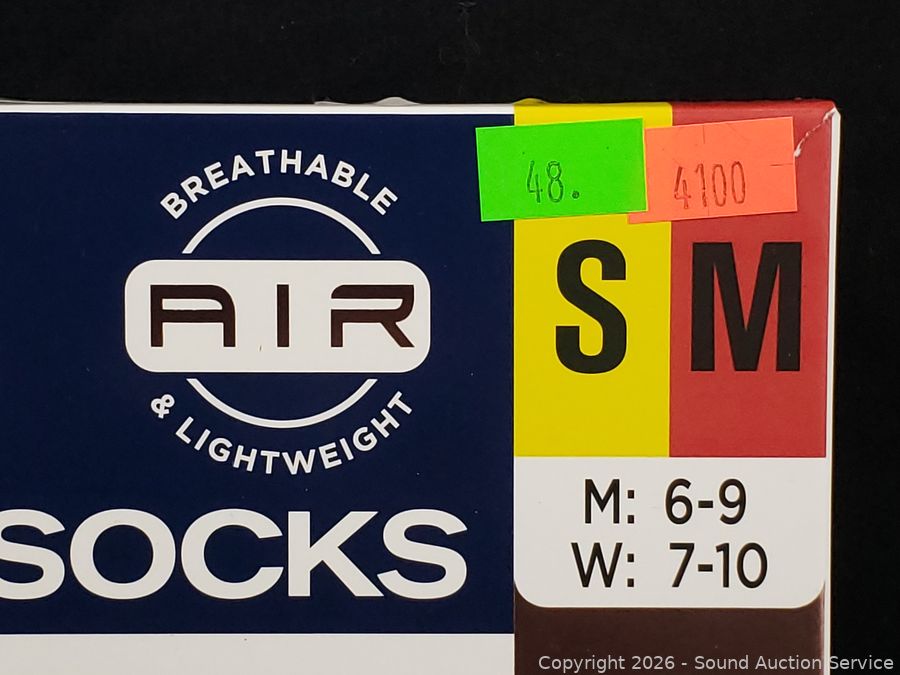 BREATHABLE
AIR
& LIGHTWEIGHT
SOCKS
48.
4100
S M
M: 6-9
W: 7-10
Copyright 2026 - Sound Auction Service